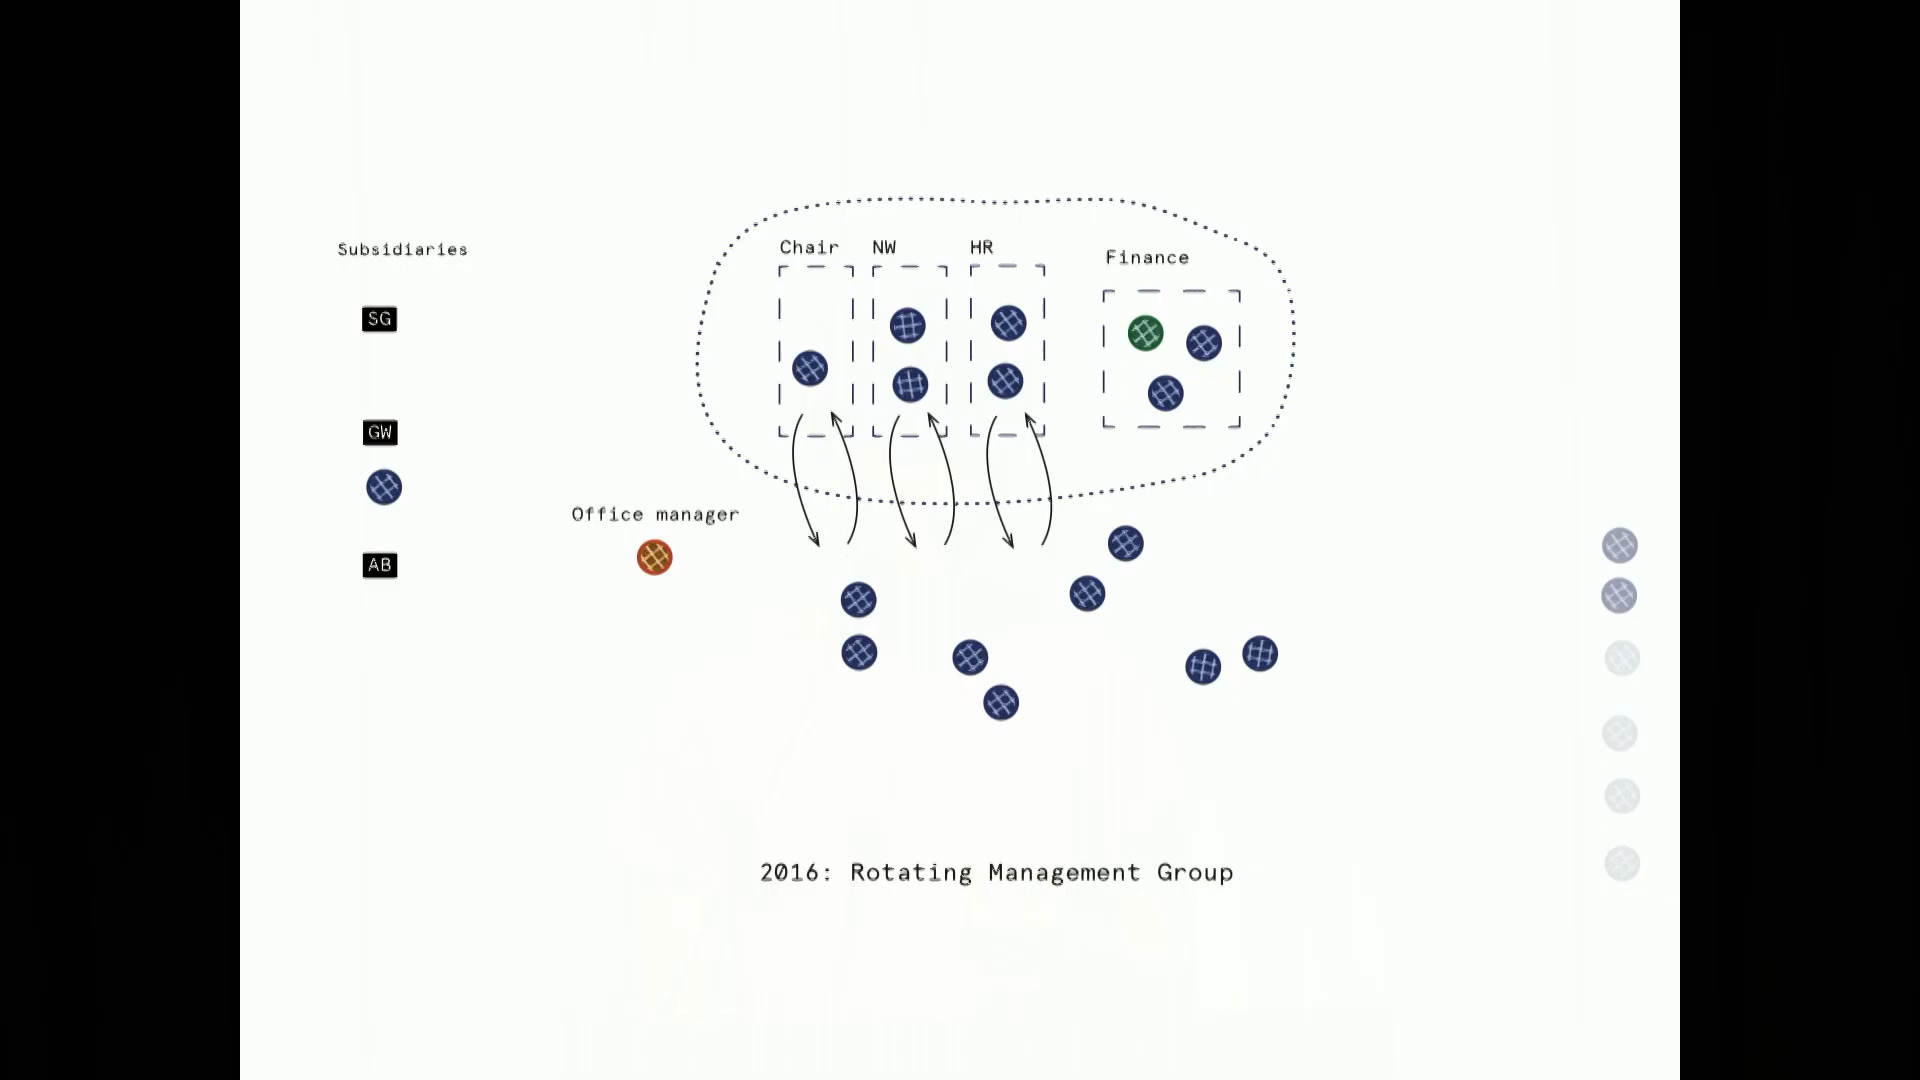 Subsidiaries
SG
GW
AB
Office manager
Chair
NW
HR
Finance
2016: Rotating Management Group